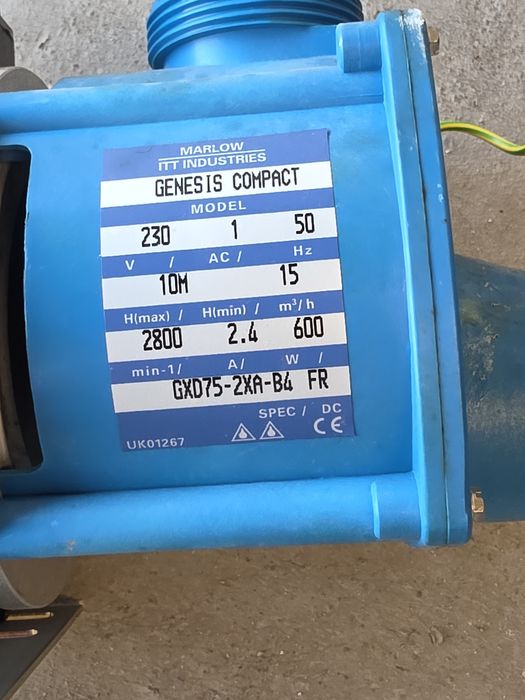 MARLOW
ITT INDUSTRIES
GENESIS COMPACT
MODEL
230 1 50
V / AC / Hz
10M 15
H(max) / H(min) / m³/h
2800 2.4 600
min-1/ A/ W /
GXD75-2XA-B4 FR
SPEC / DC
UK01267 CE